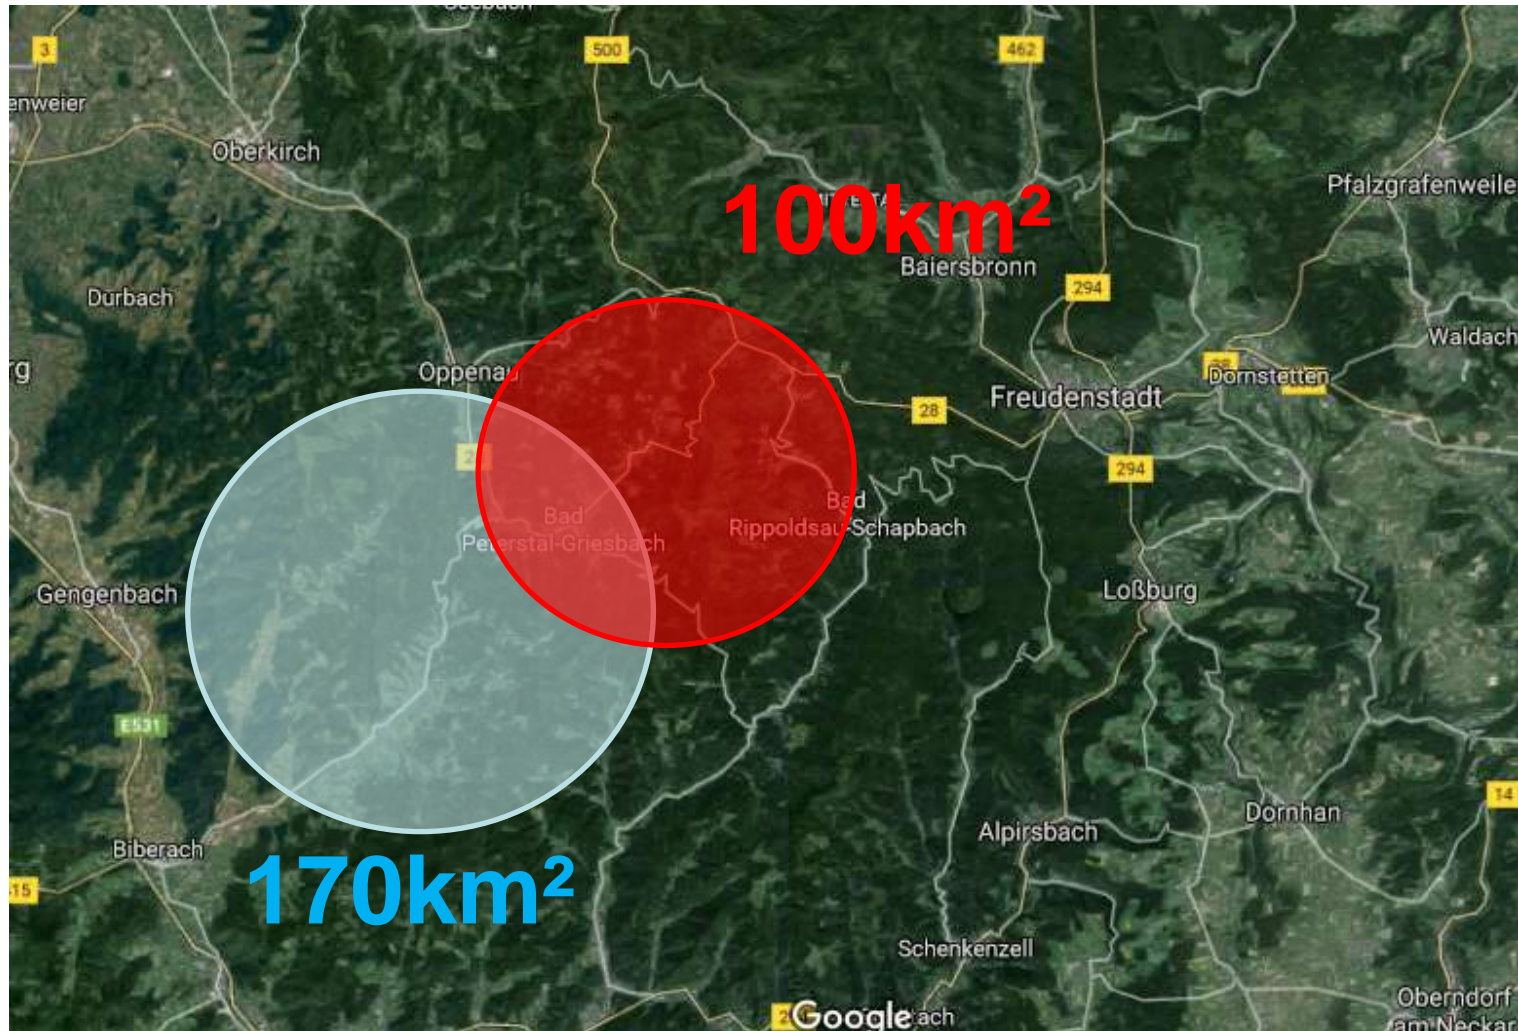 3
500
462
Oberkirch
Pfalzgrafenweile
100km²
Baiersbronn
294
Durbach
Waldach
rg
Oppenau
Dornstetten
Freudenstadt
28
294
Bad
Peterstal-Griesbach
Bad
Rippoldsau-Schapbach
Gengenbach
Loßburg
E531
14
Dornhan
Alpirsbach
Biberach
170km²
15
Schenkenzell
Oberndorf
am Neckar
Google